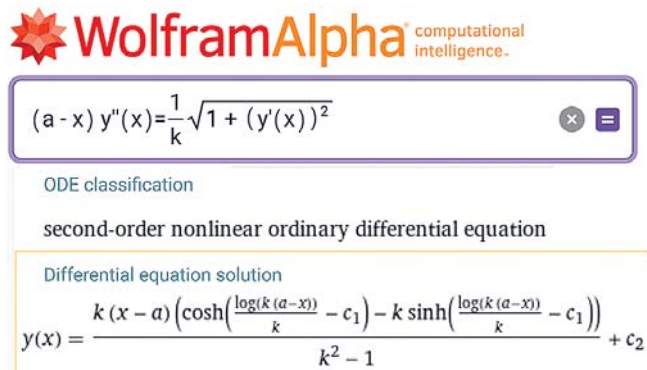 WolframAlpha computational intelligence.
(a - x) y"(x)=1/k √(1 + (y'(x))²)
ODE classification
second-order nonlinear ordinary differential equation
Differential equation solution
y(x) = k (x − a) (cosh(log(k (a−x))/k − c₁) − k sinh(log(k (a−x))/k − c₁)) / (k² − 1) + c₂